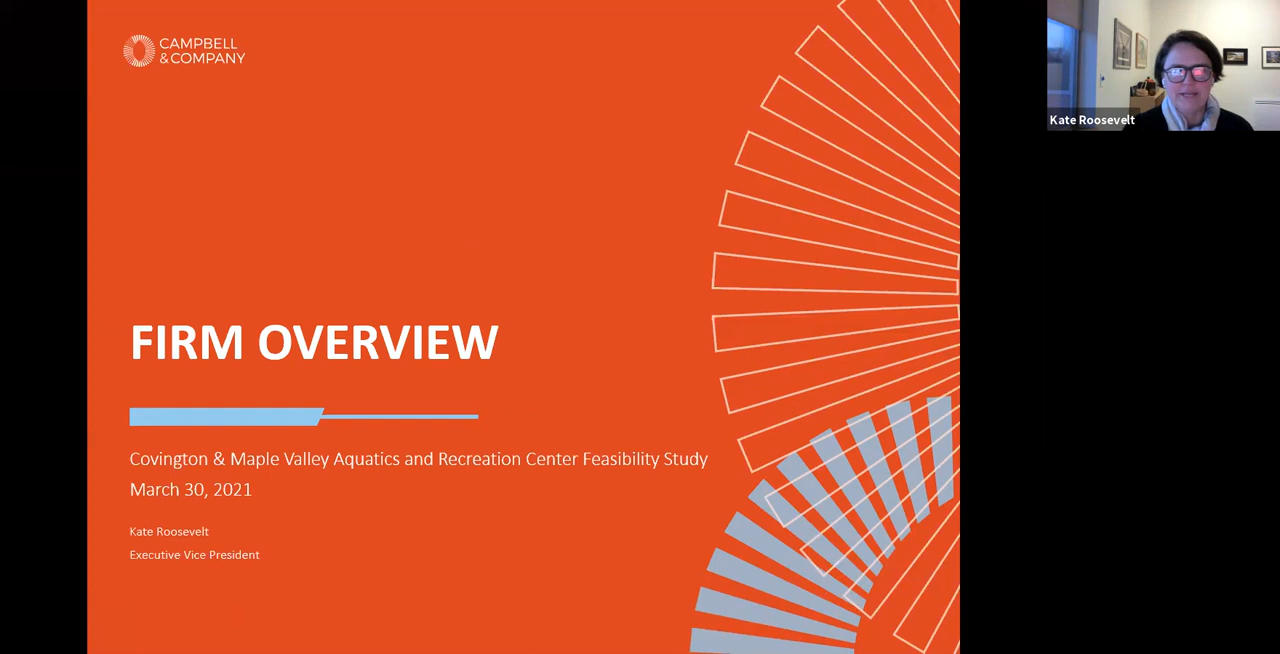 CAMPBELL
& COMPANY
Kate Roosevelt
FIRM OVERVIEW
Covington & Maple Valley Aquatics and Recreation Center Feasibility Study
March 30, 2021
Kate Roosevelt
Executive Vice President